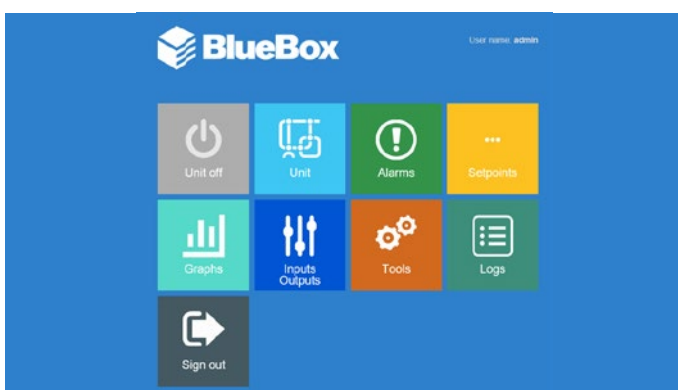 BlueBox
User name: admin
Unit off
Unit
Alarms
Setpoints
Graphs
Inputs
Outputs
Tools
Logs
Sign out